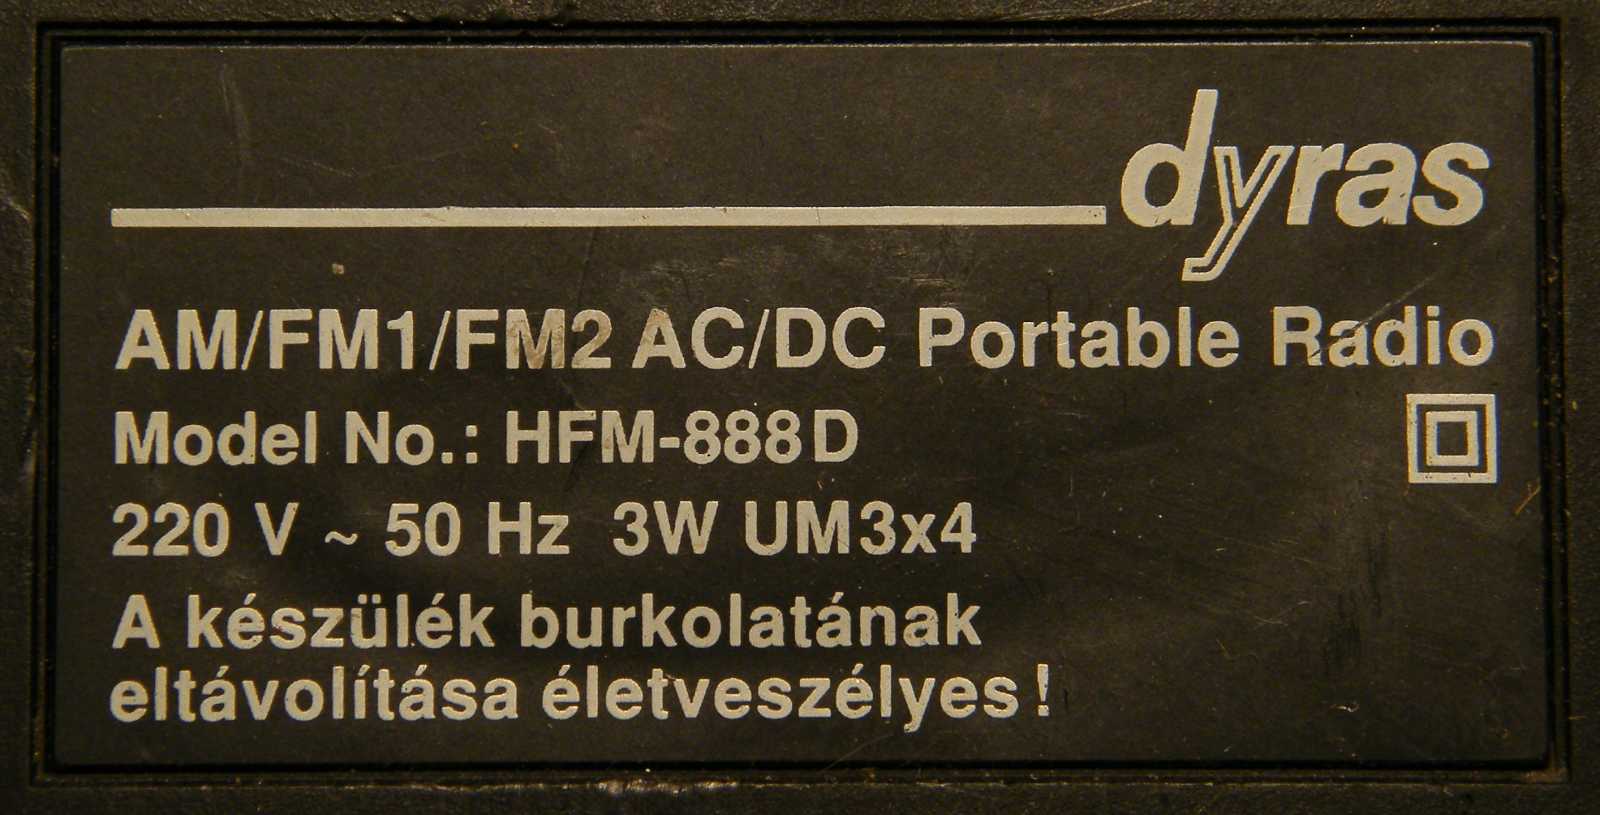 dyras
AM/FM1/FM2 AC/DC Portable Radio
Model No.: HFM-888D
220 V ~ 50 Hz 3W UM3x4
A készülék burkolatának
eltávolítása életveszélyes!